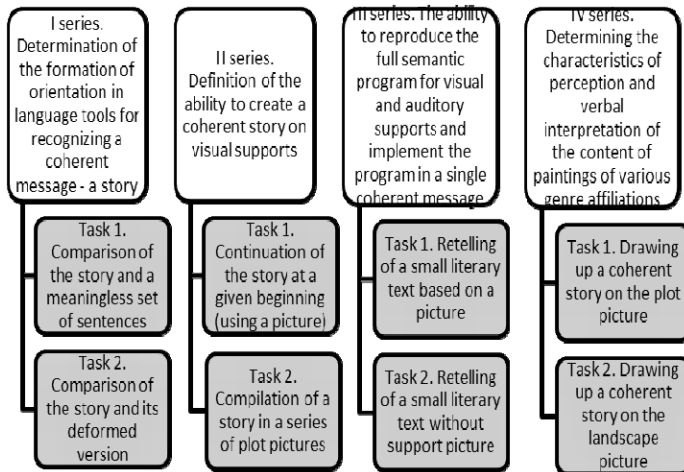 I series.
Determination of
the formation of
orientation in
language tools for
recognizing a
coherent
message - a story
Task 1.
Comparison of
the story and a
meaningless set
of sentences
Task 2.
Comparison of
the story and its
deformed
version
II series.
Definition of the
ability to create a
coherent story on
visual supports
Task 1.
Continuation of
the story at a
given beginning
(using a picture)
Task 2.
Compilation of a
story in a series
of plot pictures
III series. The ability
to reproduce the
full semantic
program for visual
and auditory
supports and
implement the
program in a single
coherent message
Task 1. Retelling
of a small literary
text based on a
picture
Task 2. Retelling
of a small literary
text without
support picture
IV series.
Determining the
characteristics of
perception and
verbal
interpretation of
the content of
paintings of various
genre affiliations
Task 1. Drawing
up a coherent
story on the plot
picture
Task 2. Drawing
up a coherent
story on the
landscape
picture